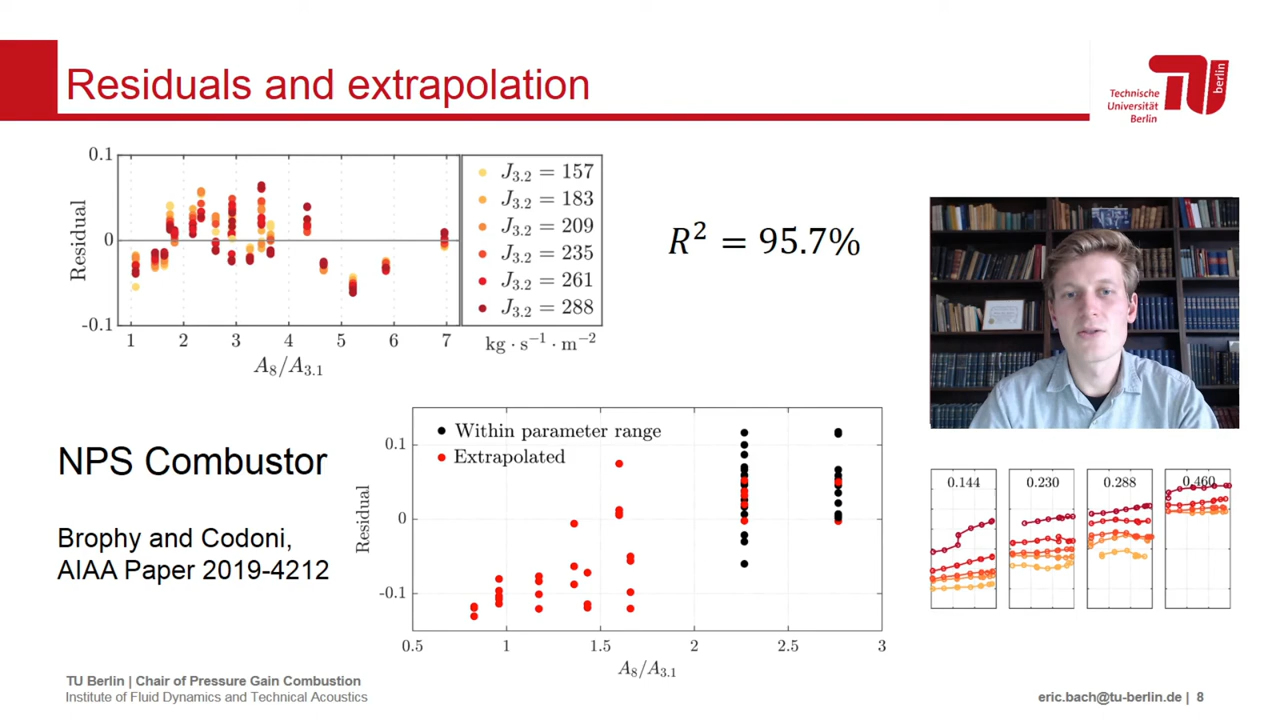 Residuals and extrapolation
Technische
Universität
Berlin
berlin
0.1
0
-0.1
Residual
1 2 3 4 5 6 7
A8/A3.1
J3.2 = 157
J3.2 = 183
J3.2 = 209
J3.2 = 235
J3.2 = 261
J3.2 = 288
kg · s⁻¹ · m⁻²
R² = 95.7%
NPS Combustor
Brophy and Codoni,
AIAA Paper 2019-4212
Within parameter range
Extrapolated
0.1
0
-0.1
Residual
0.5 1 1.5 2 2.5 3
A8/A3.1
0.144 0.230 0.288 0.460
TU Berlin | Chair of Pressure Gain Combustion
Institute of Fluid Dynamics and Technical Acoustics
eric.bach@tu-berlin.de | 8